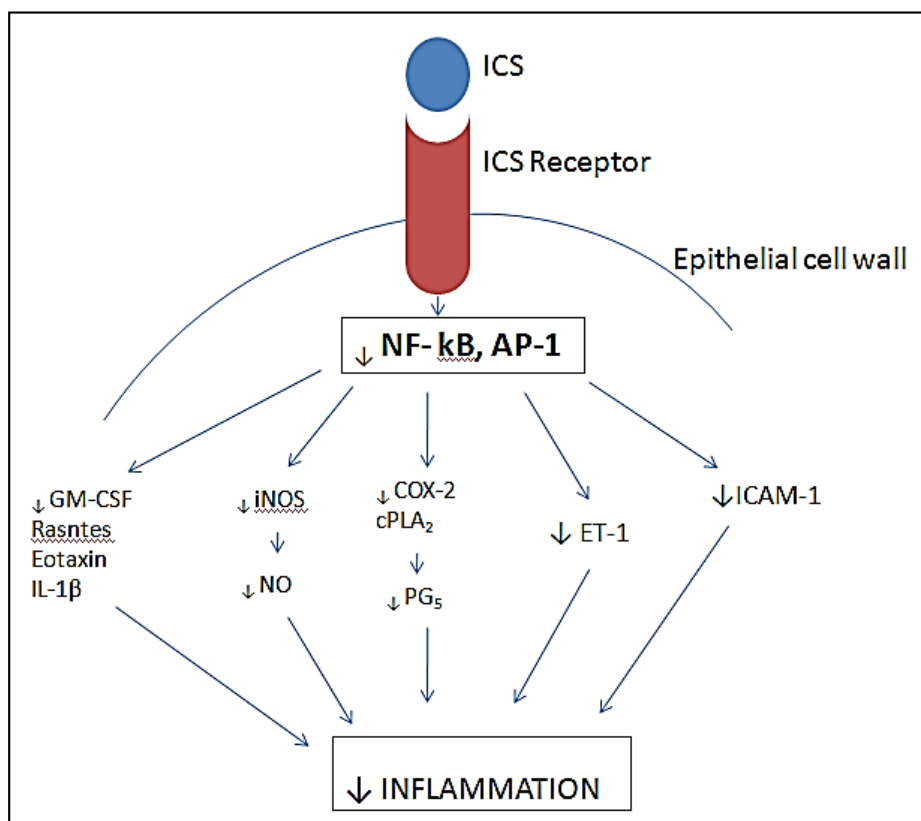 ICS
ICS Receptor
Epithelial cell wall
↓ NF- kB, AP-1
↓GM-CSF
Rasntes
Eotaxin
IL-1β
↓iNOS
↓NO
↓COX-2
cPLA₂
↓PG₅
↓ ET-1
↓ICAM-1
↓ INFLAMMATION